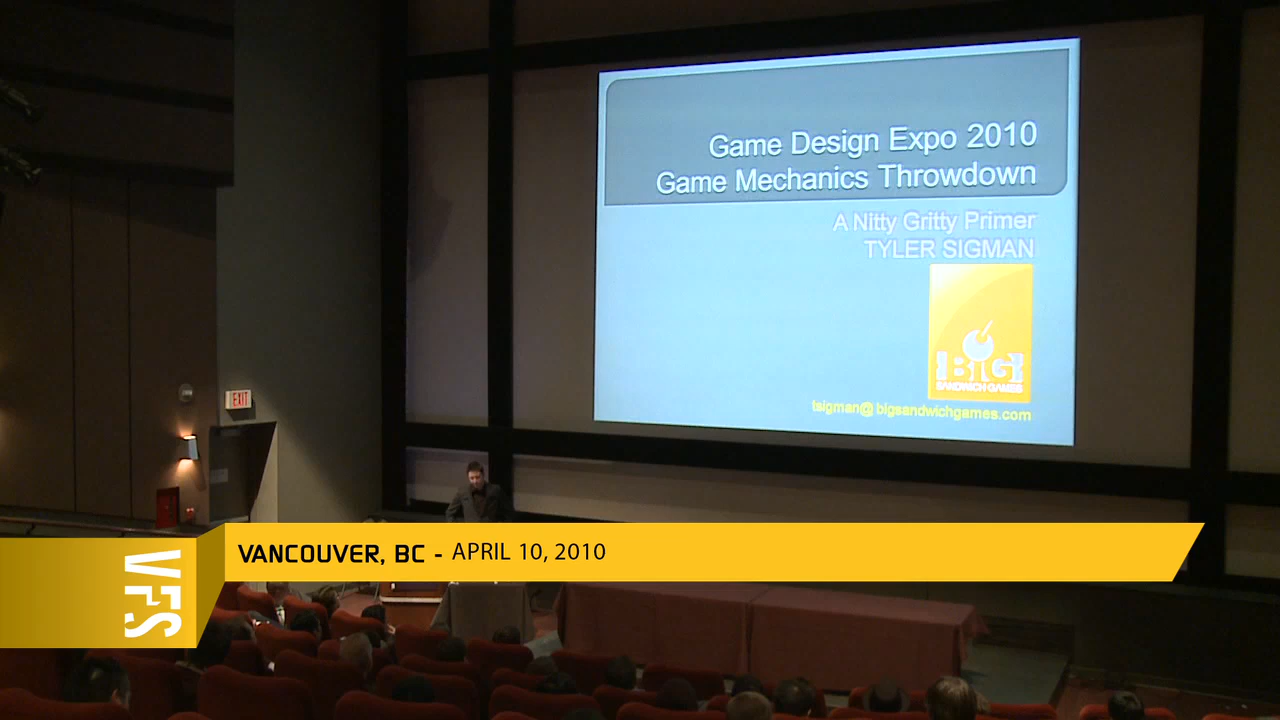 Game Design Expo 2010
Game Mechanics Throwdown
A Nitty Gritty Primer
TYLER SIGMAN
BIG
SANDWICH GAMES
tsigman@bigsandwichgames.com
EXIT
VANCOUVER, BC - APRIL 10, 2010
VFS